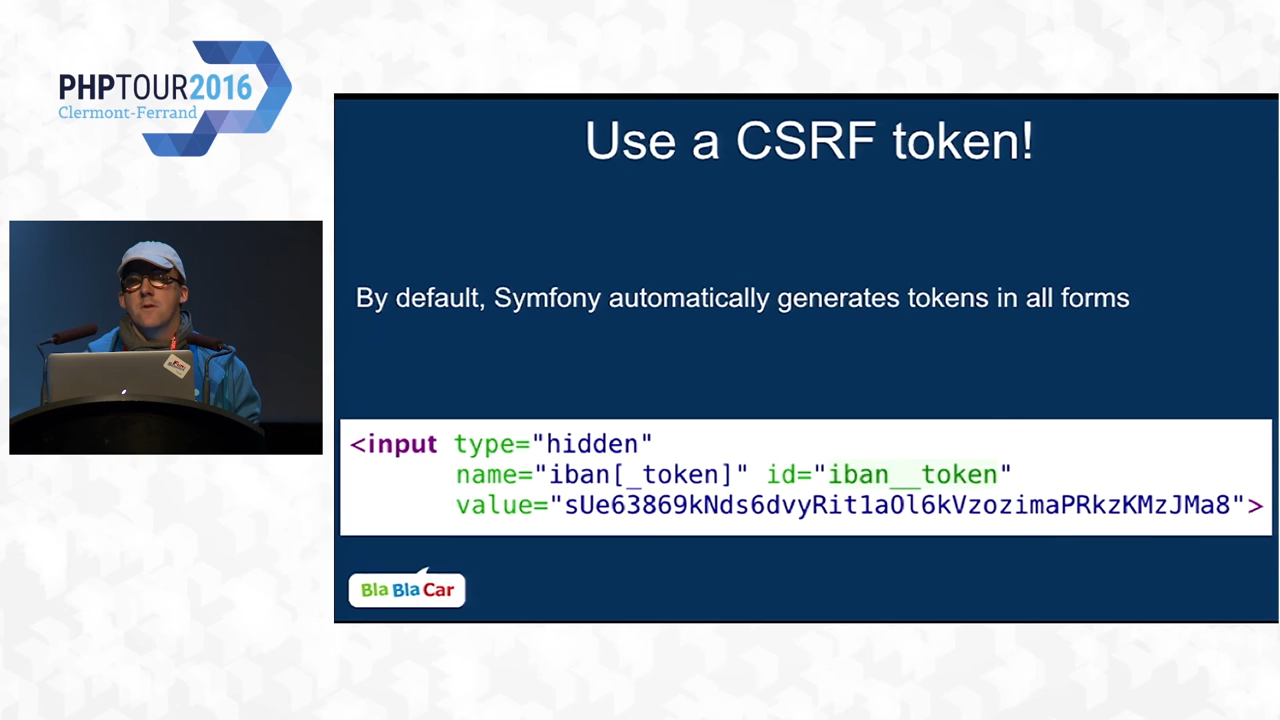 PHPTOUR2016
Clermont-Ferrand
Use a CSRF token!
By default, Symfony automatically generates tokens in all forms
<input type="hidden"
name="iban[_token]" id="iban__token"
value="sUe63869kNds6dvyRit1aOl6kVzozimaPRkzKMzJMa8">
BlaBlaCar